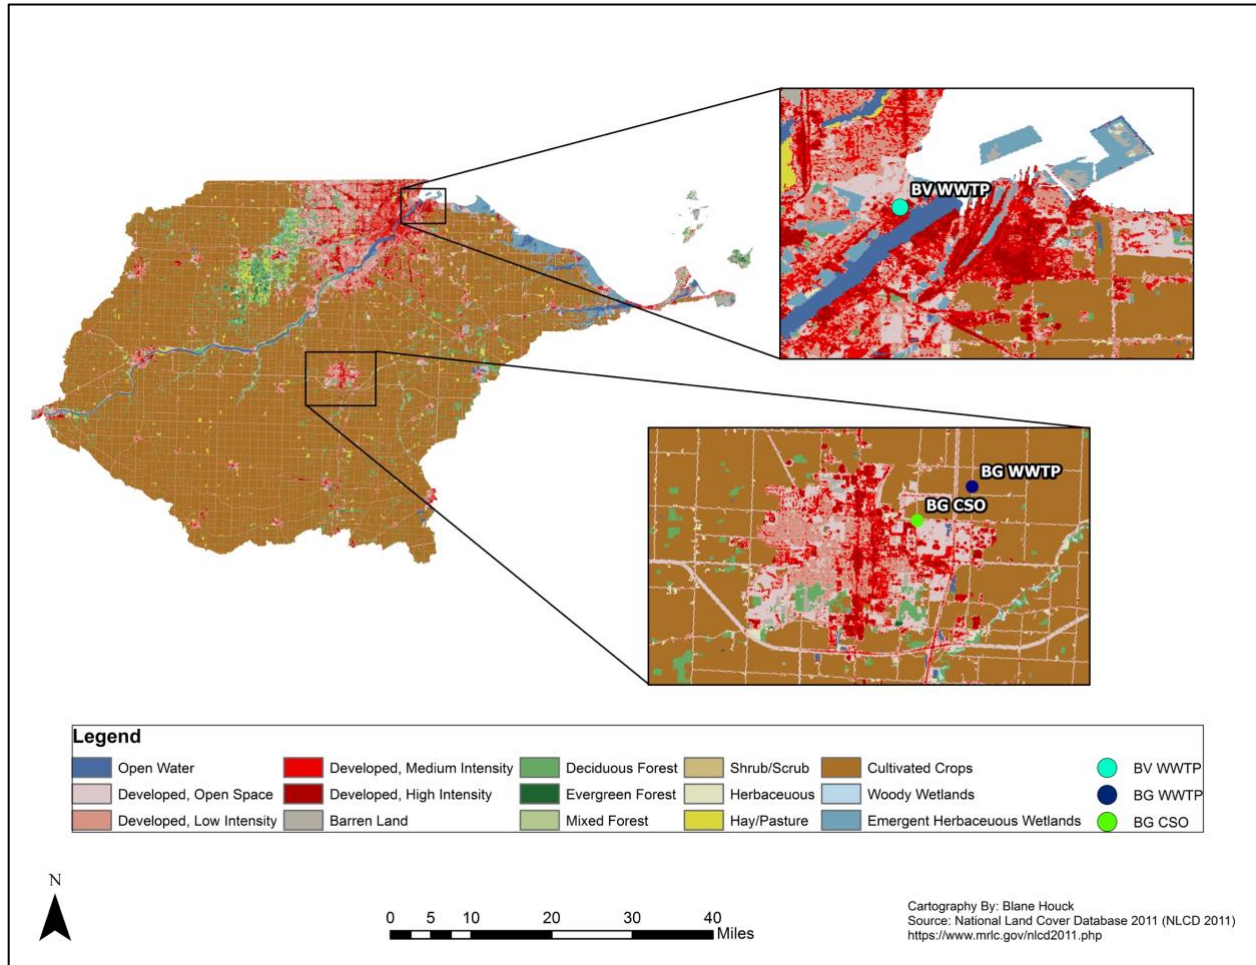 BV WWTP
BG WWTP
BG CSO
Legend
Open Water
Developed, Medium Intensity
Deciduous Forest
Shrub/Scrub
Cultivated Crops
BV WWTP
Developed, Open Space
Developed, High Intensity
Evergreen Forest
Herbaceous
Woody Wetlands
BG WWTP
Developed, Low Intensity
Barren Land
Mixed Forest
Hay/Pasture
Emergent Herbaceuous Wetlands
BG CSO
N
0 5 10 20 30 40
Miles
Cartography By: Blane Houck
Source: National Land Cover Database 2011 (NLCD 2011)
https://www.mrlc.gov/nlcd2011.php